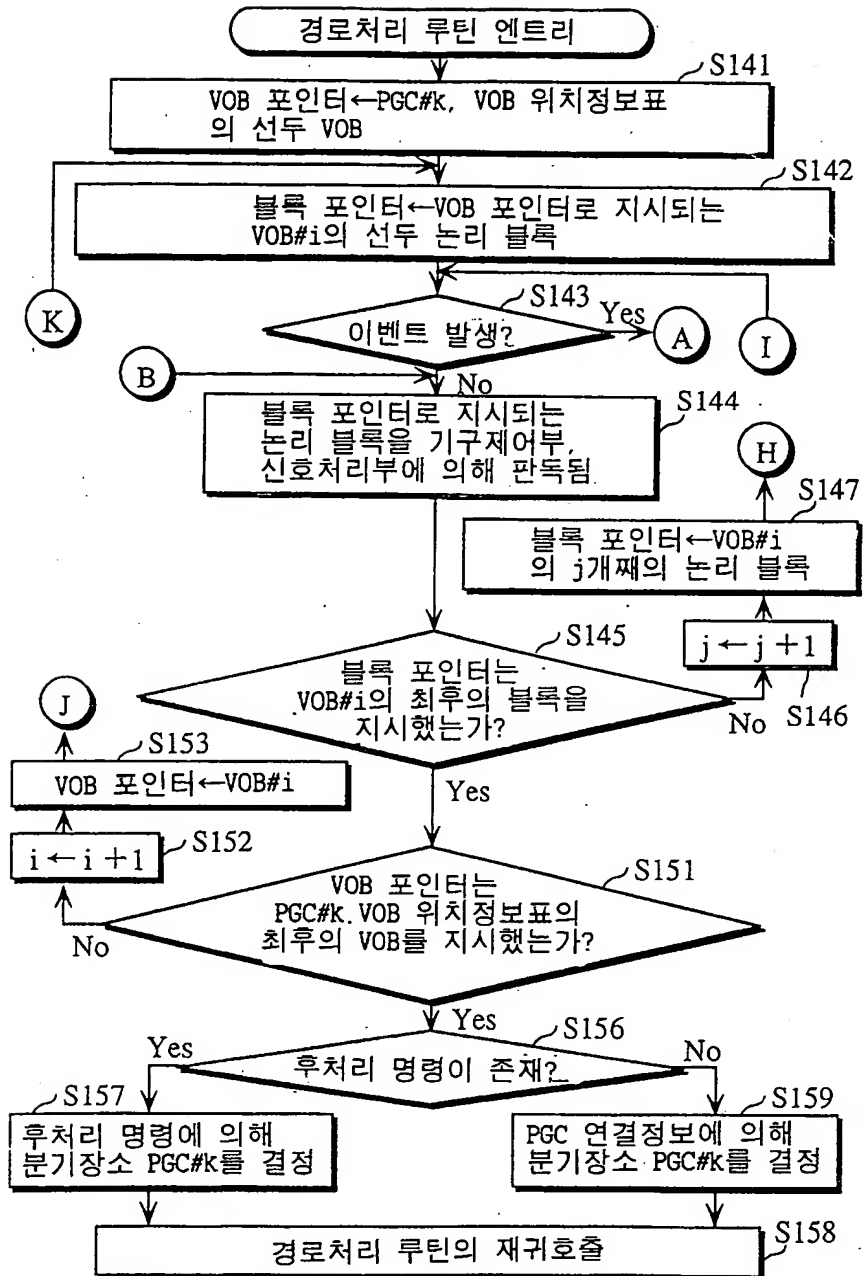 경로처리 루틴 엔트리
S141
VOB 포인터←PGC#k, VOB 위치정보표
의 선두 VOB
S142
블록 포인터←VOB 포인터로 지시되는
VOB#i의 선두 논리 블록
K
S143
이벤트 발생?
Yes
A
I
B
No
S144
블록 포인터로 지시되는
논리 블록을 기구제어부,
신호처리부에 의해 판독됨
H
S147
블록 포인터←VOB#i
의 j개째의 논리 블록
j←j+1
S146
S145
블록 포인터는
VOB#i의 최후의 블록을
지시했는가?
No
Yes
J
S153
VOB 포인터←VOB#i
i←i+1
S152
S151
VOB 포인터는
PGC#k.VOB 위치정보표의
최후의 VOB를 지시했는가?
No
Yes
S156
후처리 명령이 존재?
Yes
No
S157
후처리 명령에 의해
분기장소 PGC#k를 결정
S159
PGC 연결정보에 의해
분기장소 PGC#k를 결정
S158
경로처리 루틴의 재귀호출